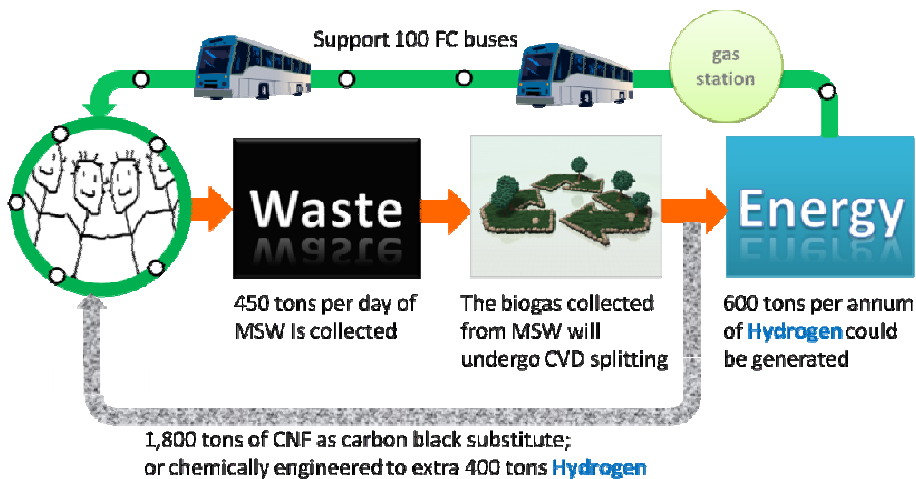 Support 100 FC buses
gas
station
Waste
Energy
450 tons per day of
MSW Is collected
The biogas collected
from MSW will
undergo CVD splitting
600 tons per annum
of Hydrogen could
be generated
1,800 tons of CNF as carbon black substitute;
or chemically engineered to extra 400 tons Hydrogen